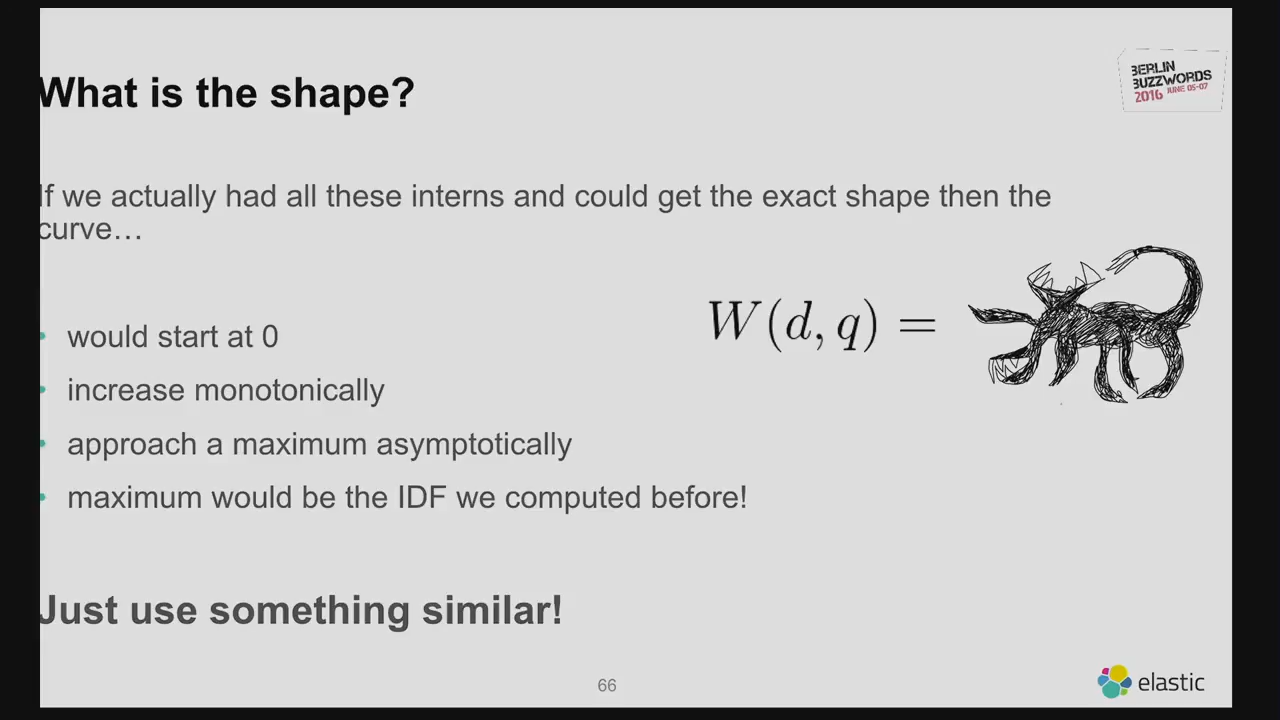 What is the shape?
BERLIN
BUZZWORDS
2016 JUNE 05-07
If we actually had all these interns and could get the exact shape then the
curve…
• would start at 0
• increase monotonically
• approach a maximum asymptotically
• maximum would be the IDF we computed before!
W(d, q) =
Just use something similar!
66
elastic